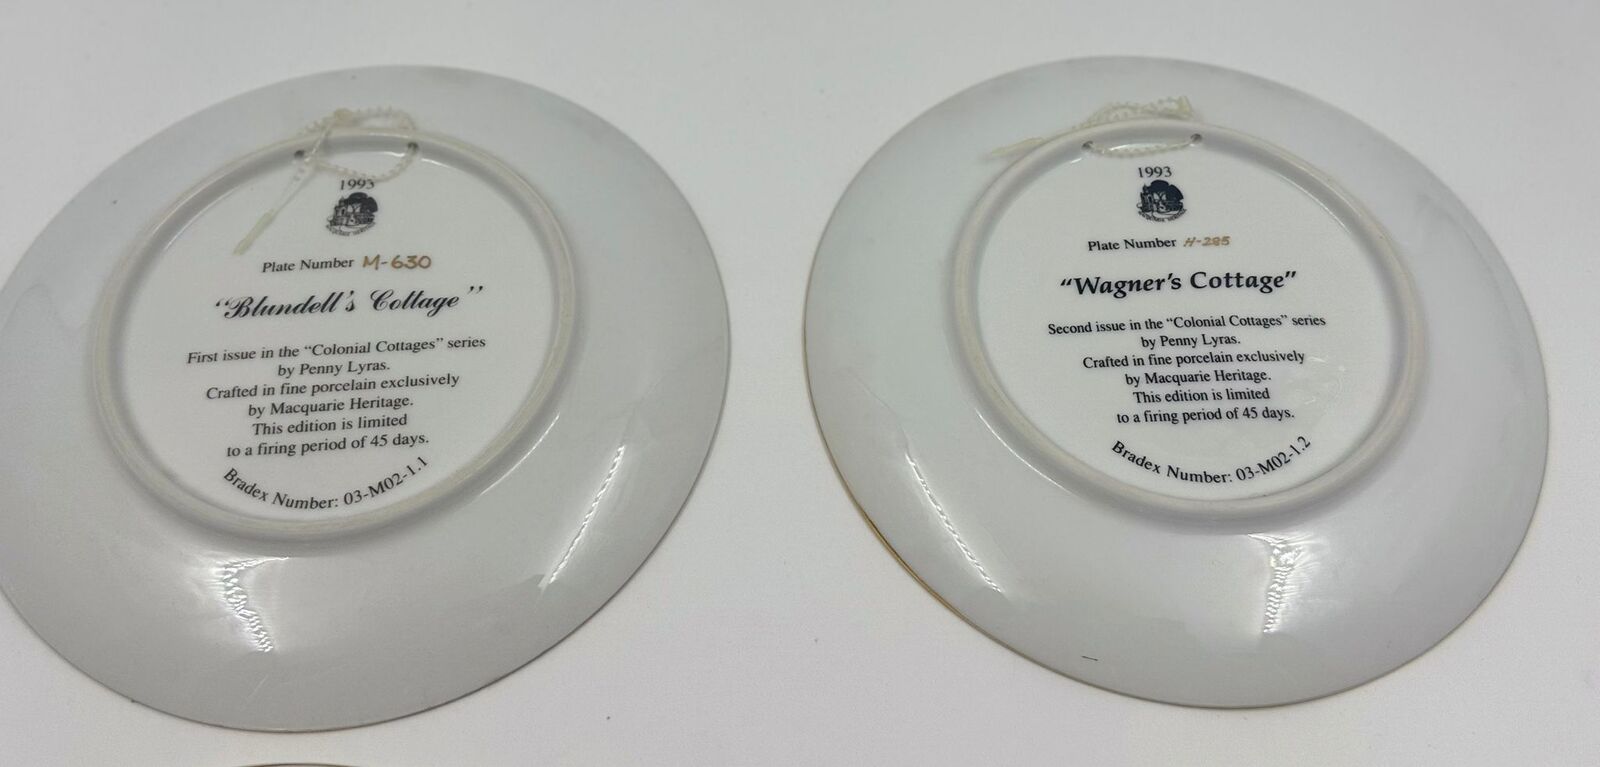 1993
Plate Number M-630
"Blundell's Cottage"
First issue in the "Colonial Cottages" series
by Penny Lyras.
Crafted in fine porcelain exclusively
by Macquarie Heritage.
This edition is limited
to a firing period of 45 days.
Bradex Number: 03-M02-1.1
1993
MACQUARIE HERITAGE
Plate Number H-285
"Wagner's Cottage"
Second issue in the "Colonial Cottages" series
by Penny Lyras.
Crafted in fine porcelain exclusively
by Macquarie Heritage.
This edition is limited
to a firing period of 45 days.
Bradex Number: 03-M02-1.2